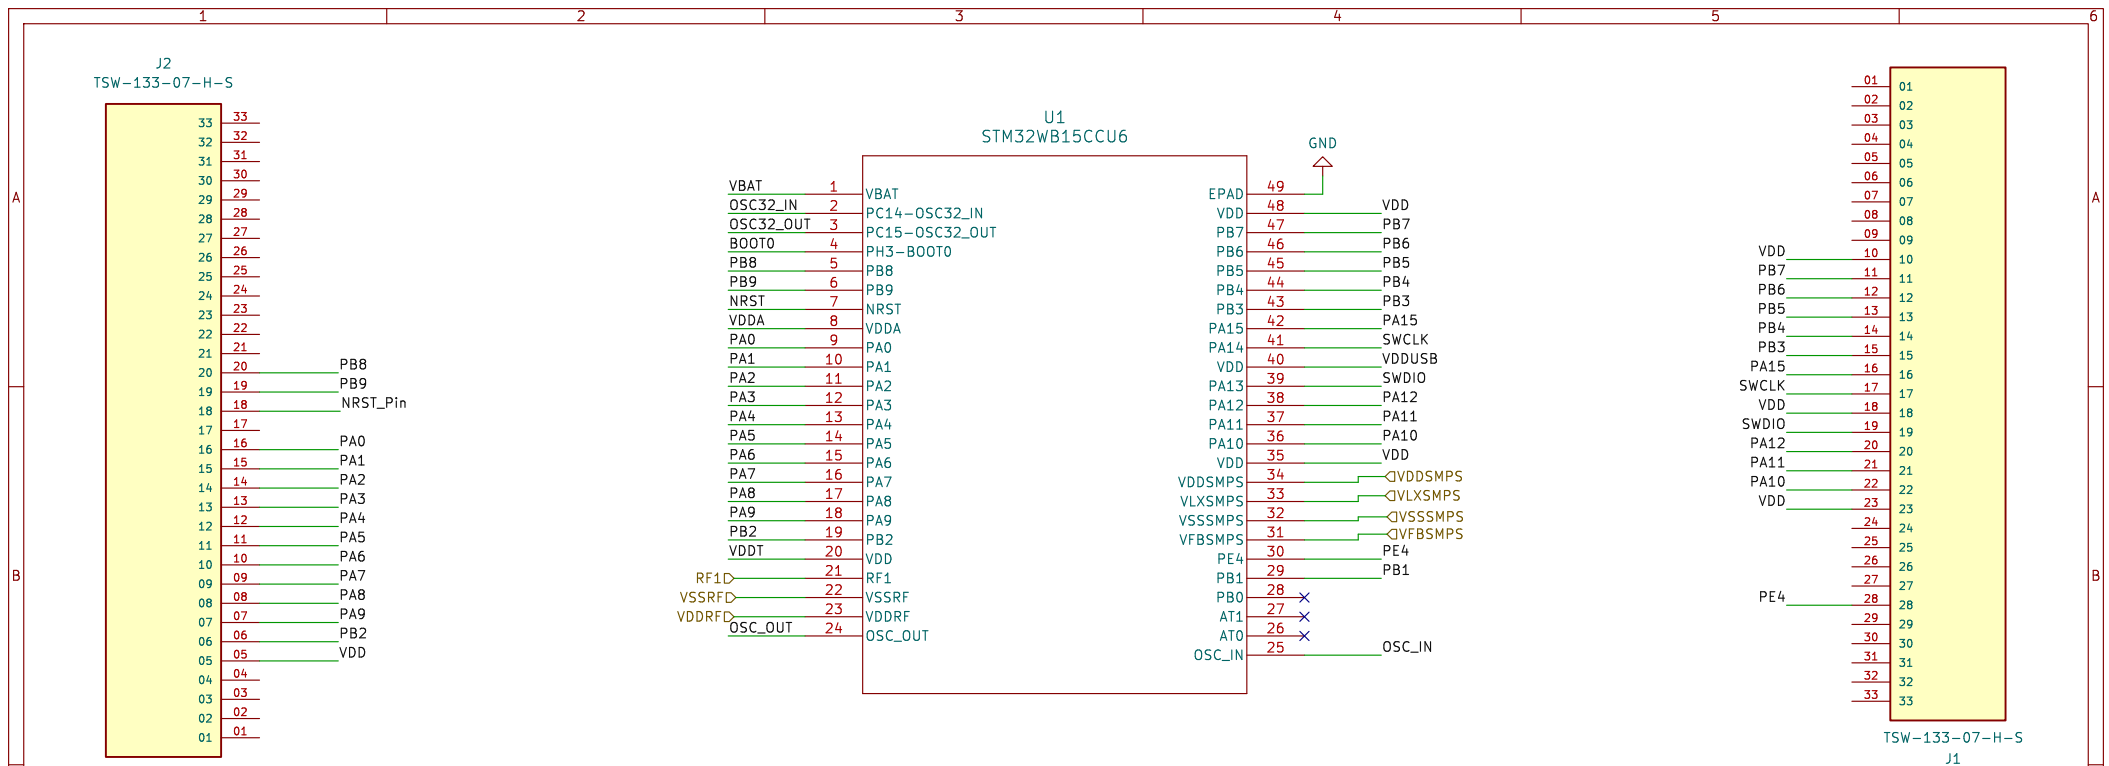 1 2 3 4 5 6
A A
B B
J2
TSW-133-07-H-S
33 33
32 32
31 31
30 30
29 29
28 28
27 27
26 26
25 25
24 24
23 23
22 22
21 21
20 20 PB8
19 19 PB9
18 18 NRST_Pin
17 17
16 16 PA0
15 15 PA1
14 14 PA2
13 13 PA3
12 12 PA4
11 11 PA5
10 10 PA6
09 09 PA7
08 08 PA8
07 07 PA9
06 06 PB2
05 05 VDD
04 04
03 03
02 02
01 01
U1
STM32WB15CCU6
GND
VBAT 1 VBAT
OSC32_IN 2 PC14-OSC32_IN
OSC32_OUT 3 PC15-OSC32_OUT
BOOT0 4 PH3-BOOT0
PB8 5 PB8
PB9 6 PB9
NRST 7 NRST
VDDA 8 VDDA
PA0 9 PA0
PA1 10 PA1
PA2 11 PA2
PA3 12 PA3
PA4 13 PA4
PA5 14 PA5
PA6 15 PA6
PA7 16 PA7
PA8 17 PA8
PA9 18 PA9
PB2 19 PB2
VDDT 20 VDD
RF1 21 RF1
VSSRF 22 VSSRF
VDDRF 23 VDDRF
OSC_OUT 24 OSC_OUT
EPAD 49
VDD 48 VDD
PB7 47 PB7
PB6 46 PB6
PB5 45 PB5
PB4 44 PB4
PB3 43 PB3
PA15 42 PA15
PA14 41 SWCLK
VDD 40 VDDUSB
PA13 39 SWDIO
PA12 38 PA12
PA11 37 PA11
PA10 36 PA10
VDD 35 VDD
VDDSMPS 34 VDDSMPS
VLXSMPS 33 VLXSMPS
VSSSMPS 32 VSSSMPS
VFBSMPS 31 VFBSMPS
PE4 30 PE4
PB1 29 PB1
PB0 28
AT1 27
AT0 26
OSC_IN 25 OSC_IN
01 01
02 02
03 03
04 04
05 05
06 06
07 07
08 08
09 09
VDD 10 10
PB7 11 11
PB6 12 12
PB5 13 13
PB4 14 14
PB3 15 15
PA15 16 16
SWCLK 17 17
VDD 18 18
SWDIO 19 19
PA12 20 20
PA11 21 21
PA10 22 22
VDD 23 23
24 24
25 25
26 26
27 27
PE4 28 28
29 29
30 30
31 31
32 32
33 33
TSW-133-07-H-S
J1